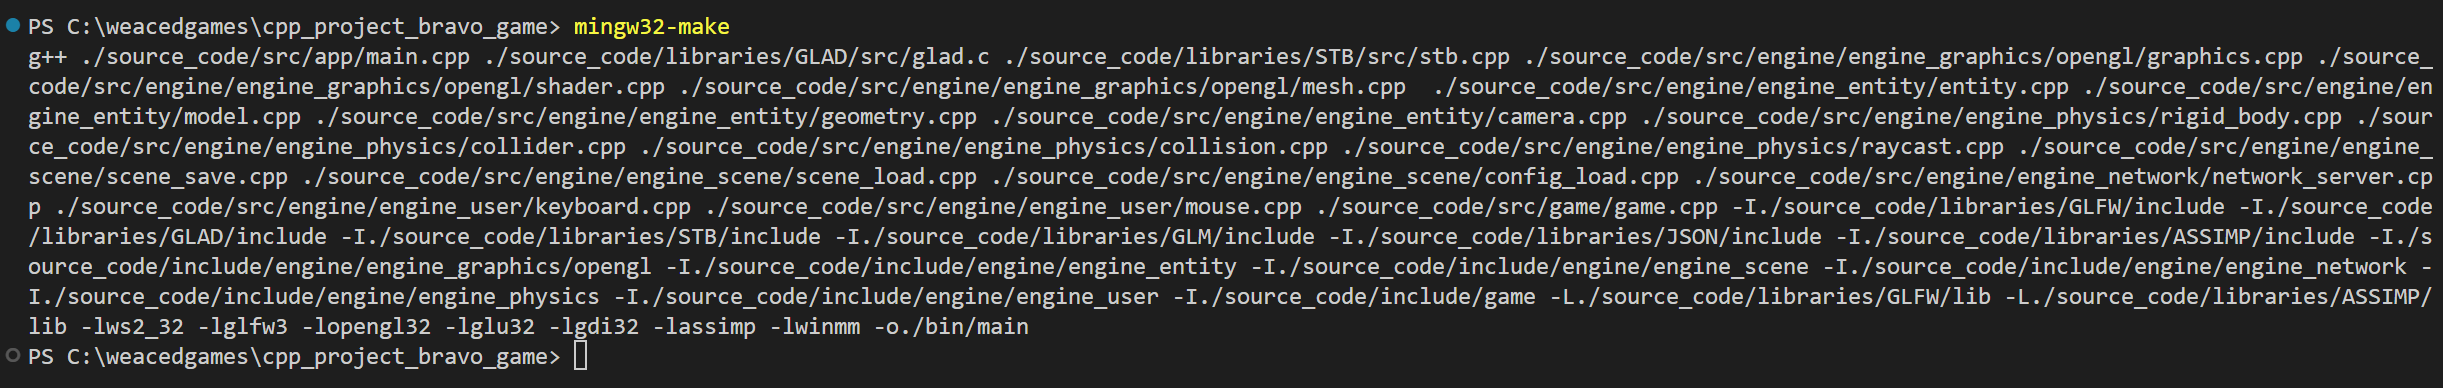 PS C:\weacedgames\cpp_project_bravo_game> mingw32-make
g++ ./source_code/src/app/main.cpp ./source_code/libraries/GLAD/src/glad.c ./source_code/libraries/STB/src/stb.cpp ./source_code/src/engine/engine_graphics/opengl/graphics.cpp ./source_
code/src/engine/engine_graphics/opengl/shader.cpp ./source_code/src/engine/engine_graphics/opengl/mesh.cpp  ./source_code/src/engine/engine_entity/entity.cpp ./source_code/src/engine/en
gine_entity/model.cpp ./source_code/src/engine/engine_entity/geometry.cpp ./source_code/src/engine/engine_entity/camera.cpp ./source_code/src/engine/engine_physics/rigid_body.cpp ./sour
ce_code/src/engine/engine_physics/collider.cpp ./source_code/src/engine/engine_physics/collision.cpp ./source_code/src/engine/engine_physics/raycast.cpp ./source_code/src/engine/engine_
scene/scene_save.cpp ./source_code/src/engine/engine_scene/scene_load.cpp ./source_code/src/engine/engine_scene/config_load.cpp ./source_code/src/engine/engine_network/network_server.cp
p ./source_code/src/engine/engine_user/keyboard.cpp ./source_code/src/engine/engine_user/mouse.cpp ./source_code/src/game/game.cpp -I./source_code/libraries/GLFW/include -I./source_code
/libraries/GLAD/include -I./source_code/libraries/STB/include -I./source_code/libraries/GLM/include -I./source_code/libraries/JSON/include -I./source_code/libraries/ASSIMP/include -I./s
ource_code/include/engine/engine_graphics/opengl -I./source_code/include/engine/engine_entity -I./source_code/include/engine/engine_scene -I./source_code/include/engine/engine_network -
I./source_code/include/engine/engine_physics -I./source_code/include/engine/engine_user -I./source_code/include/game -L./source_code/libraries/GLFW/lib -L./source_code/libraries/ASSIMP/
lib -lws2_32 -lglfw3 -lopengl32 -lglu32 -lgdi32 -lassimp -lwinmm -o./bin/main
PS C:\weacedgames\cpp_project_bravo_game>